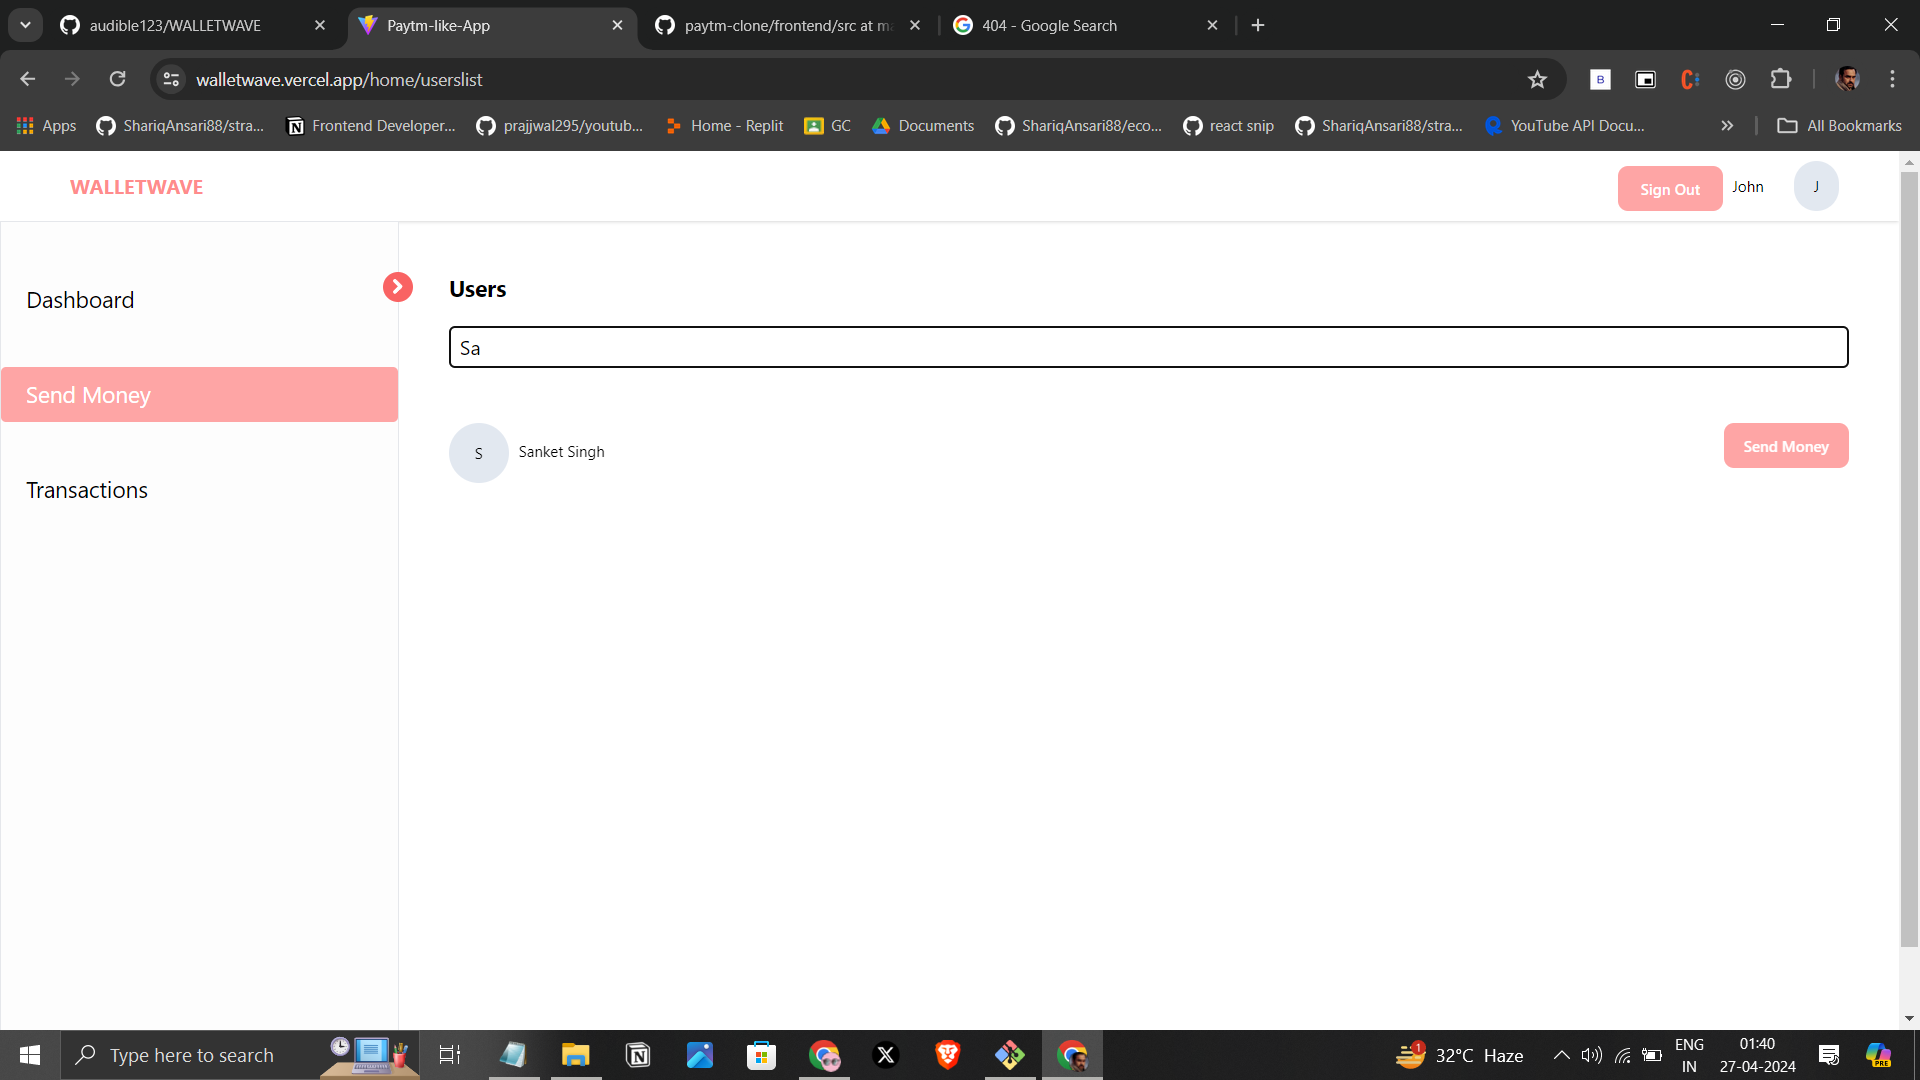 audible123/WALLETWAVE
Paytm-like-App
paytm-clone/frontend/src at ma
404 - Google Search
walletwave.vercel.app/home/userslist
B
Apps
ShariqAnsari88/stra...
Frontend Developer...
prajjwal295/youtub...
Home - Replit
GC
Documents
ShariqAnsari88/eco...
react snip
ShariqAnsari88/stra...
YouTube API Docu...
All Bookmarks
WALLETWAVE
Sign Out
John
J
Dashboard
Send Money
Transactions
Users
Sa
S
Sanket Singh
Send Money
Type here to search
1
32°C Haze
ENG
IN
01:40
27-04-2024
PRE